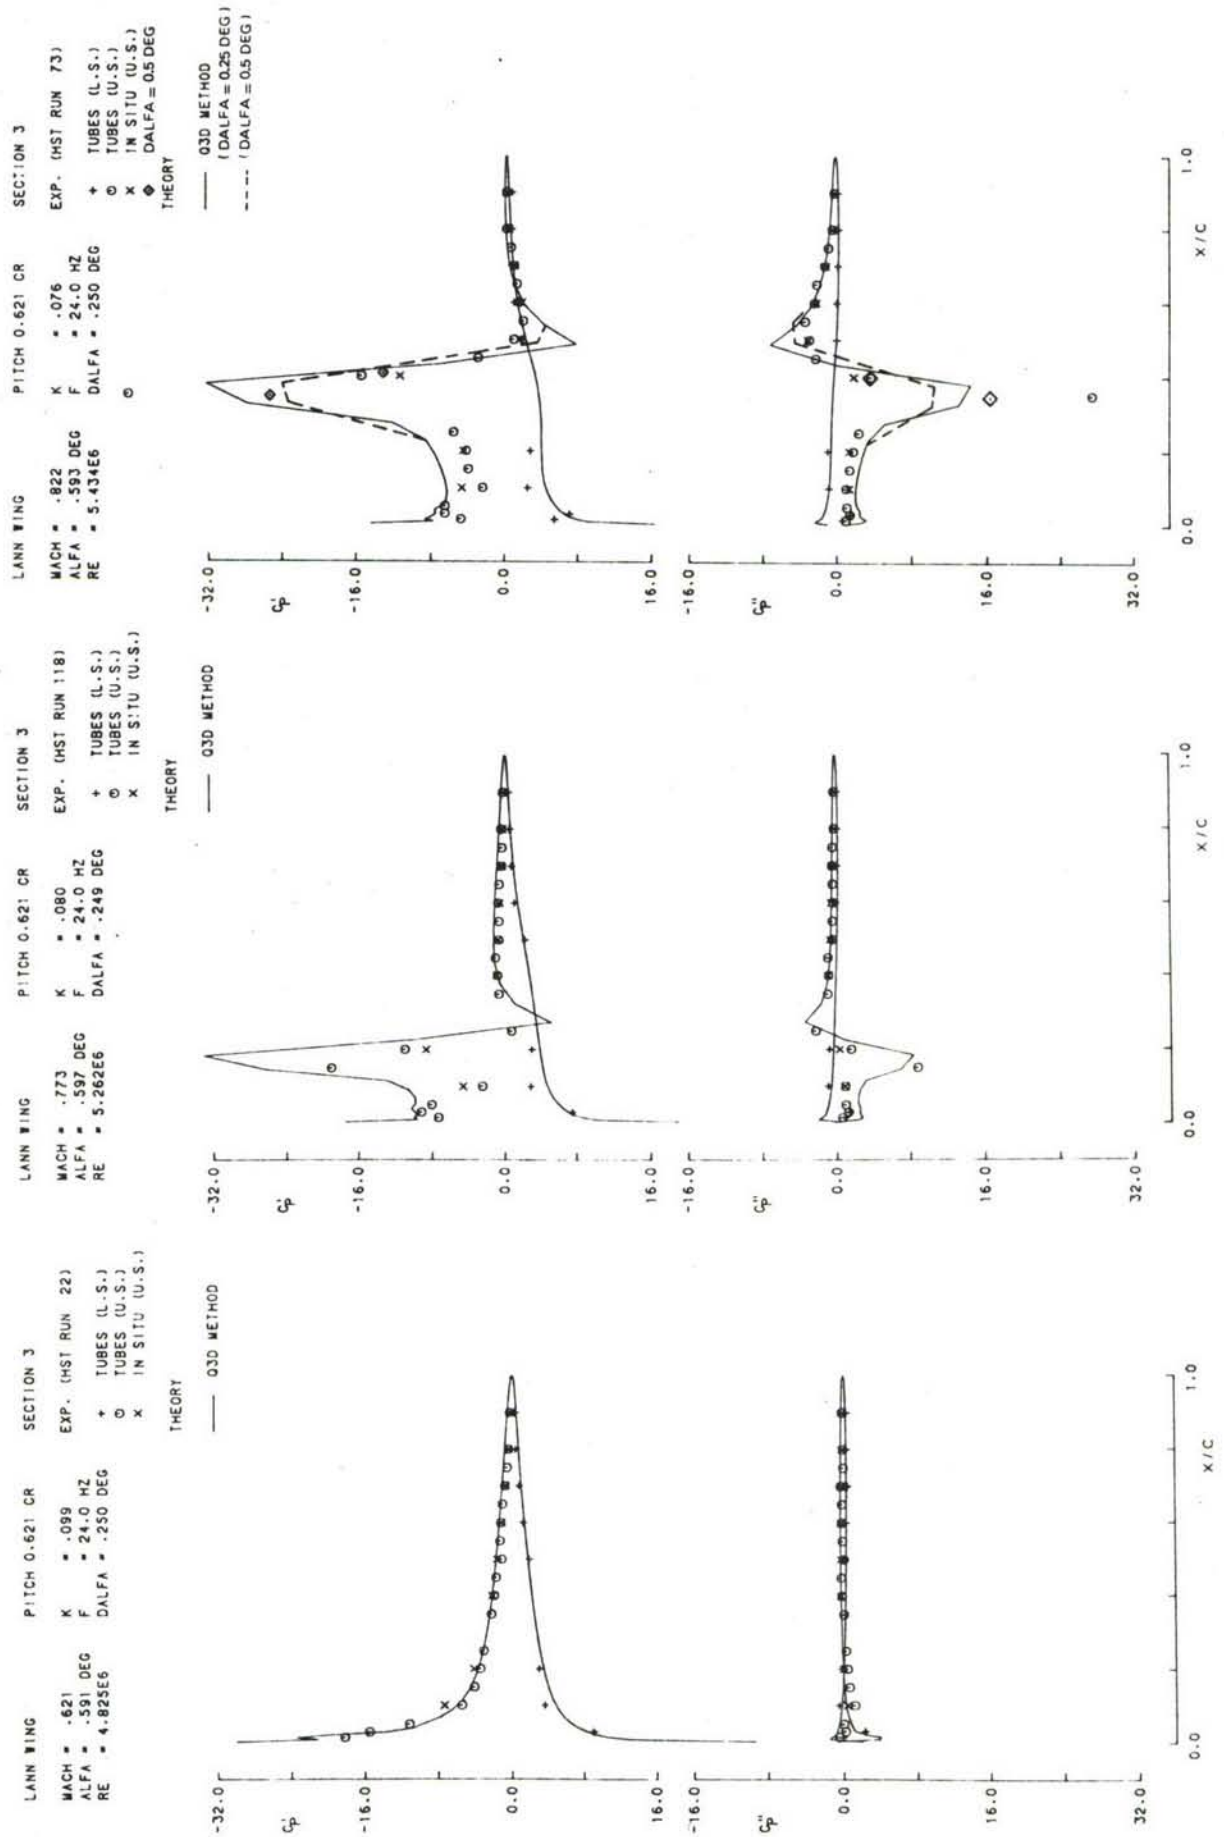 LANN WING PITCH 0.621 CR SECTION 3
MACH = .621 K = .099 EXP. (HST RUN 22)
ALFA = .591 DEG F = 24.0 HZ + TUBES (L.S.)
RE = 4.825E6 DALFA = .250 DEG ⊙ TUBES (U.S.)
× IN SITU (U.S.)
THEORY
—— Q3D METHOD
-32.0
Cp'
-16.0
0.0
16.0
-16.0
Cp''
0.0
16.0
32.0
0.0 1.0
X/C
LANN WING PITCH 0.621 CR SECTION 3
MACH = .773 K = .080 EXP. (HST RUN 118)
ALFA = .597 DEG F = 24.0 HZ + TUBES (L.S.)
RE = 5.262E6 DALFA = .249 DEG ⊙ TUBES (U.S.)
× IN SITU (U.S.)
THEORY
—— Q3D METHOD
-32.0
Cp'
-16.0
0.0
16.0
-16.0
Cp''
0.0
16.0
32.0
0.0 1.0
X/C
LANN WING PITCH 0.621 CR SECTION 3
MACH = .822 K = .076 EXP. (HST RUN 73)
ALFA = .593 DEG F = 24.0 HZ + TUBES (L.S.)
RE = 5.434E6 DALFA = .250 DEG ⊙ TUBES (U.S.)
× IN SITU (U.S.)
◈ DALFA = 0.5 DEG
THEORY
—— Q3D METHOD
(DALFA = 0.25 DEG)
---- (DALFA = 0.5 DEG)
-32.0
Cp'
-16.0
0.0
16.0
-16.0
Cp''
0.0
16.0
32.0
0.0 1.0
X/C